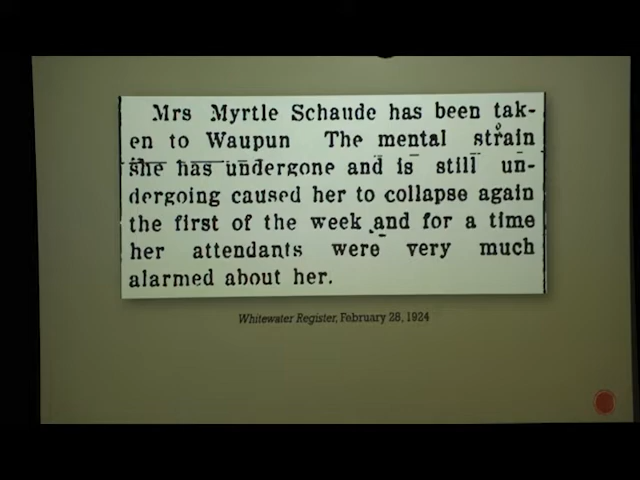 Mrs Myrtle Schaude has been tak-
en to Waupun The mental strain
she has undergone and is still un-
dergoing caused her to collapse again
the first of the week and for a time
her attendants were very much
alarmed about her.
Whitewater Register, February 28, 1924